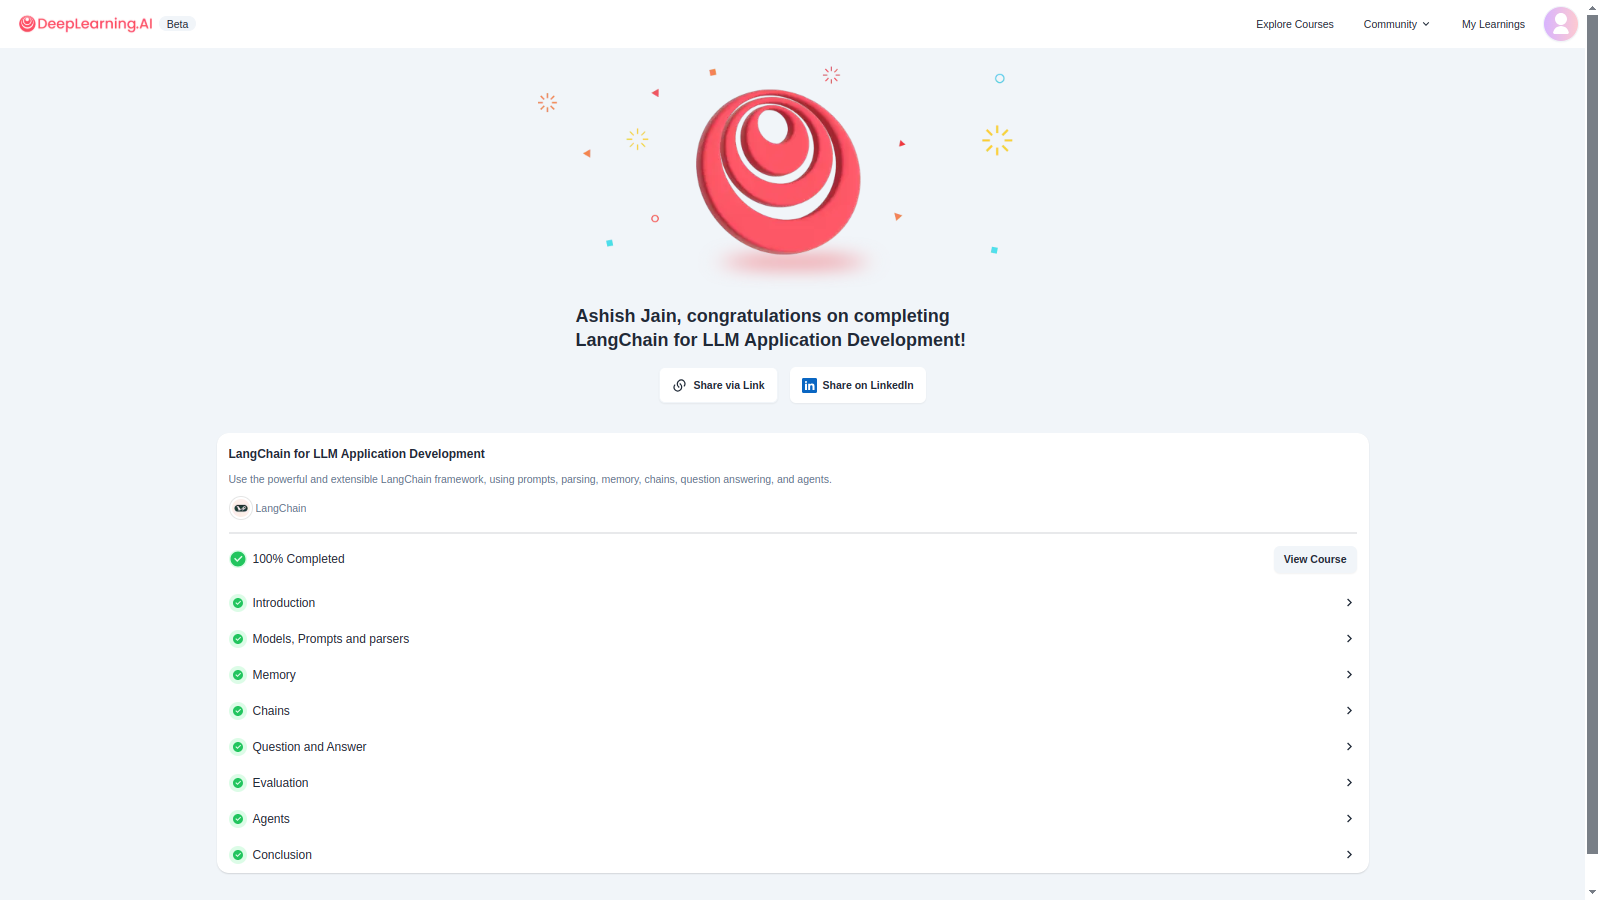 DeepLearning.AI Beta Explore Courses Community My Learnings
Ashish Jain, congratulations on completing
LangChain for LLM Application Development!
Share via Link Share on LinkedIn
LangChain for LLM Application Development
Use the powerful and extensible LangChain framework, using prompts, parsing, memory, chains, question answering, and agents.
LangChain
100% Completed View Course
Introduction
Models, Prompts and parsers
Memory
Chains
Question and Answer
Evaluation
Agents
Conclusion